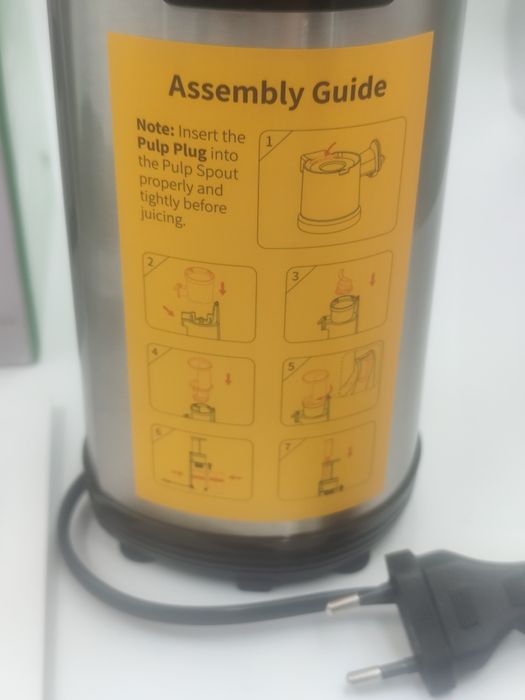 Assembly Guide
Note: Insert the
Pulp Plug into
the Pulp Spout
properly and
tightly before
juicing.
1
2
3
4
5
6
7